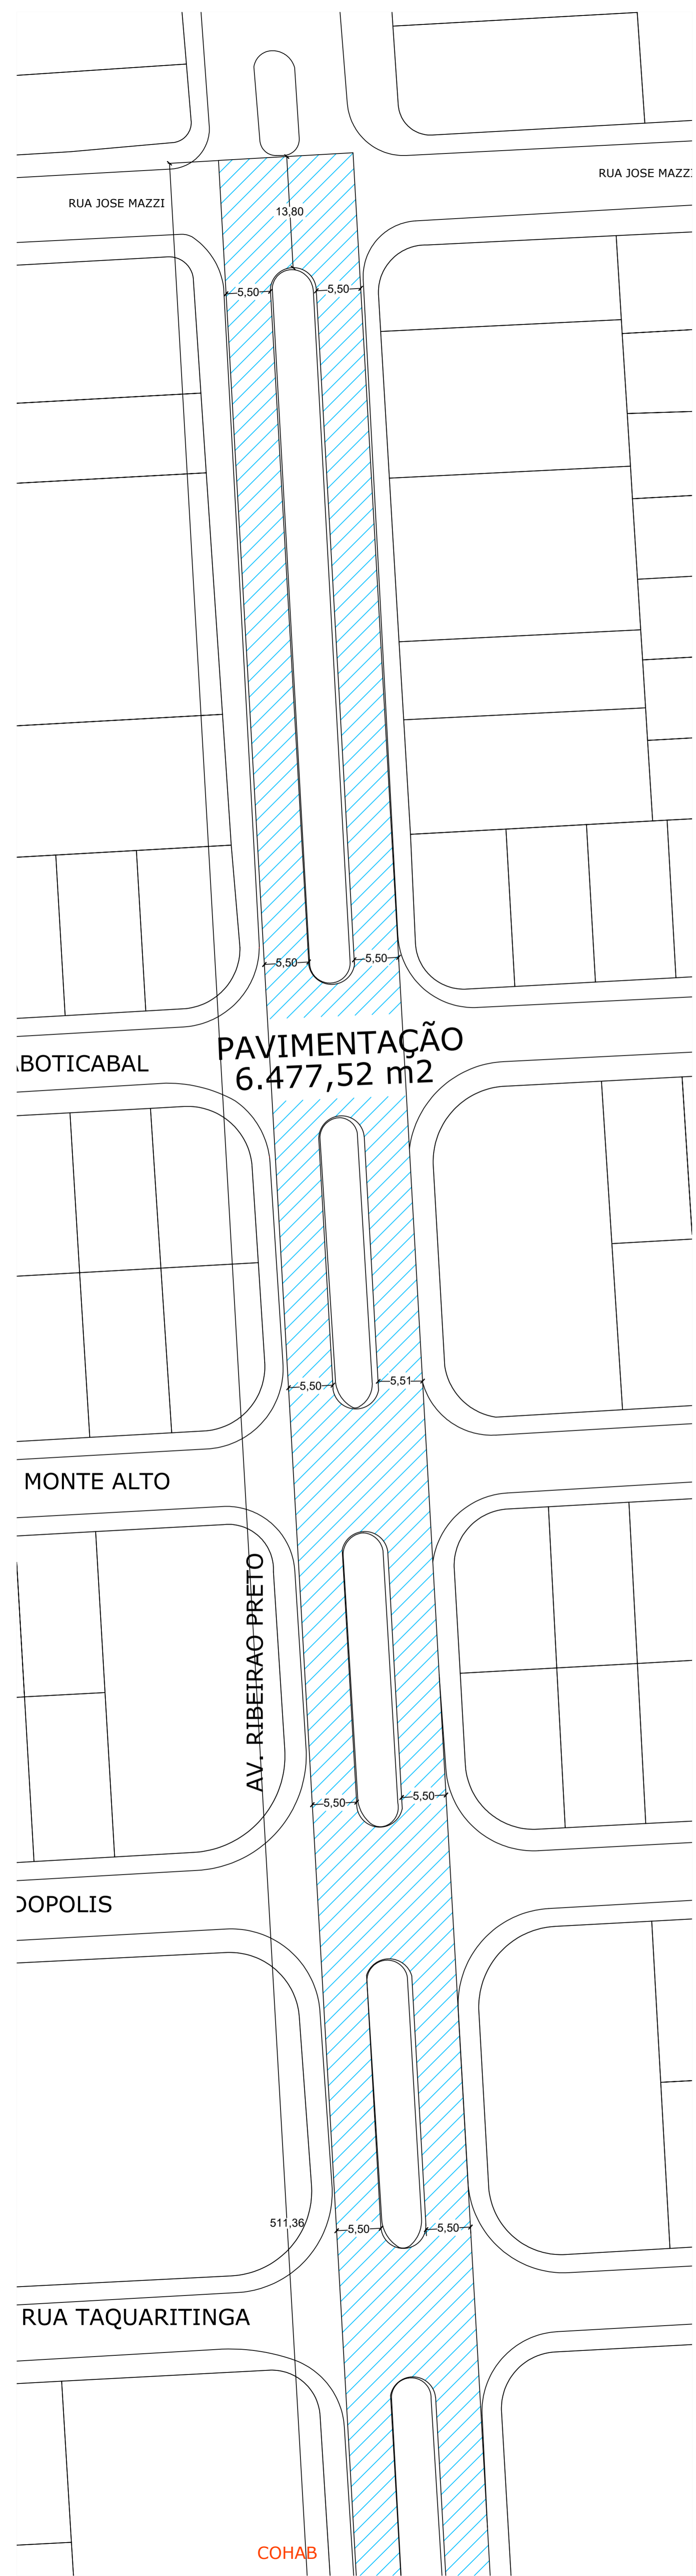 RUA JOSE MAZZI
RUA JOSE MAZZI
13,80
5,50
5,50
5,50
5,50
PAVIMENTAÇÃO
6.477,52 m2
ABOTICABAL
5,50
5,51
MONTE ALTO
AV. RIBEIRAO PRETO
5,50
5,50
DOPOLIS
511,36
5,50
5,50
RUA TAQUARITINGA
COHAB